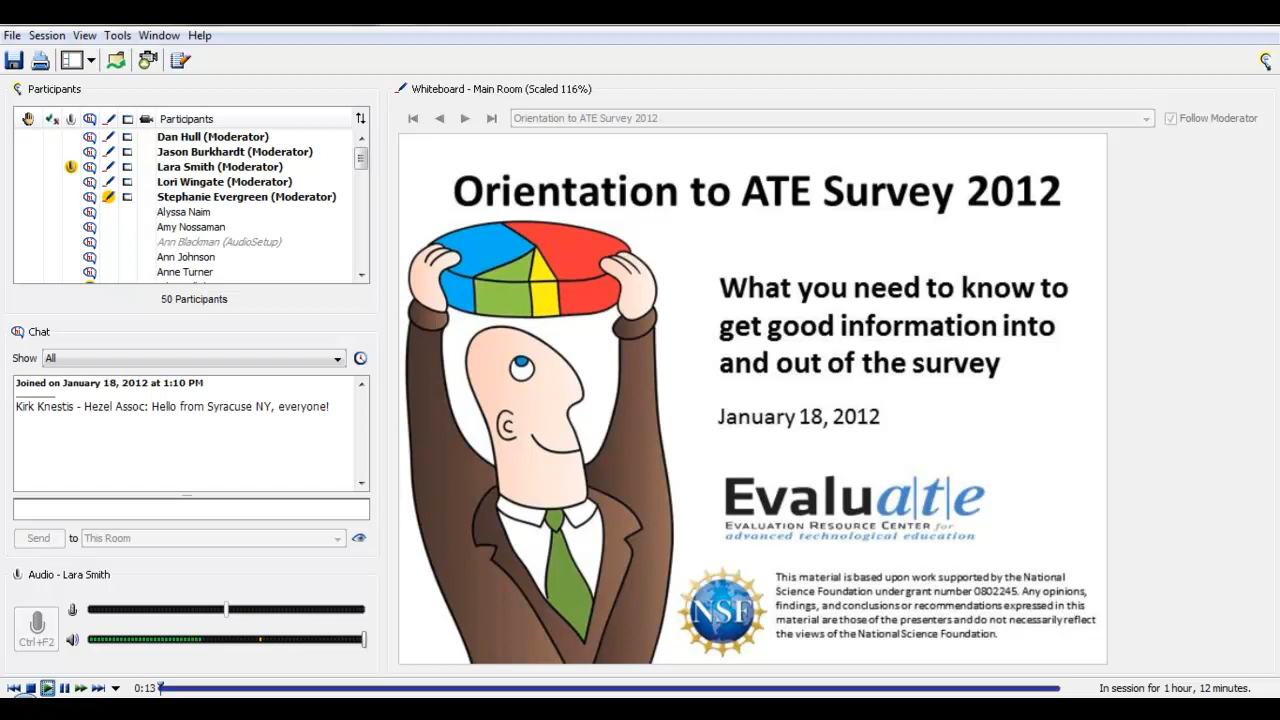 File Session View Tools Window Help
Participants
Participants
Dan Hull (Moderator)
Jason Burkhardt (Moderator)
Lara Smith (Moderator)
Lori Wingate (Moderator)
Stephanie Evergreen (Moderator)
Alyssa Naim
Amy Nossaman
Ann Blackman (AudioSetup)
Ann Johnson
Anne Turner
50 Participants
Chat
Show All
Joined on January 18, 2012 at 1:10 PM
Kirk Knestis - Hezel Assoc: Hello from Syracuse NY, everyone!
Send to This Room
Audio - Lara Smith
Ctrl+F2
Whiteboard - Main Room (Scaled 116%)
Orientation to ATE Survey 2012 Follow Moderator
Orientation to ATE Survey 2012
What you need to know to
get good information into
and out of the survey
January 18, 2012
Evaluate
EVALUATION RESOURCE CENTER for
advanced technological education
NSF
This material is based upon work supported by the National
Science Foundation under grant number 0802245. Any opinions,
findings, and conclusions or recommendations expressed in this
material are those of the presenters and do not necessarily reflect
the views of the National Science Foundation.
0:13 In session for 1 hour, 12 minutes.